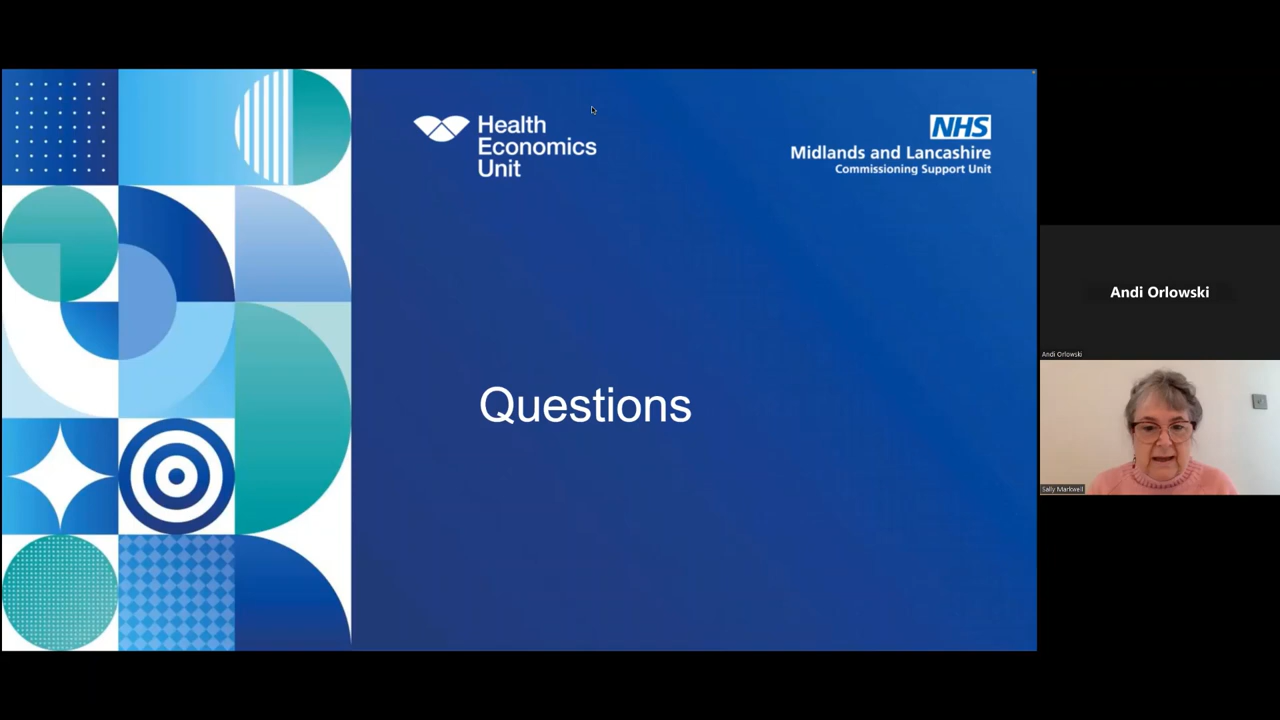 Health
Economics
Unit
NHS
Midlands and Lancashire
Commissioning Support Unit
Questions
Andi Orlowski
Andi Orlowski
Sally Markwell